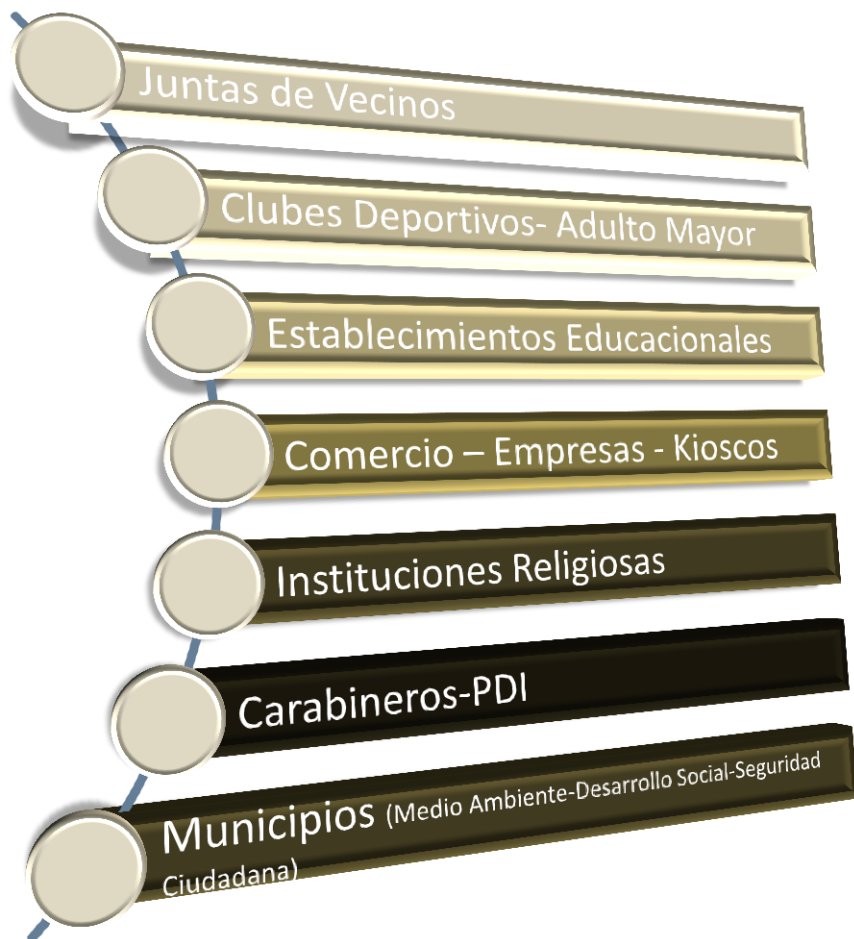 Juntas de Vecinos
Clubes Deportivos- Adulto Mayor
Establecimientos Educacionales
Comercio – Empresas - Kioscos
Instituciones Religiosas
Carabineros-PDI
Municipios (Medio Ambiente-Desarrollo Social-Seguridad
Ciudadana)